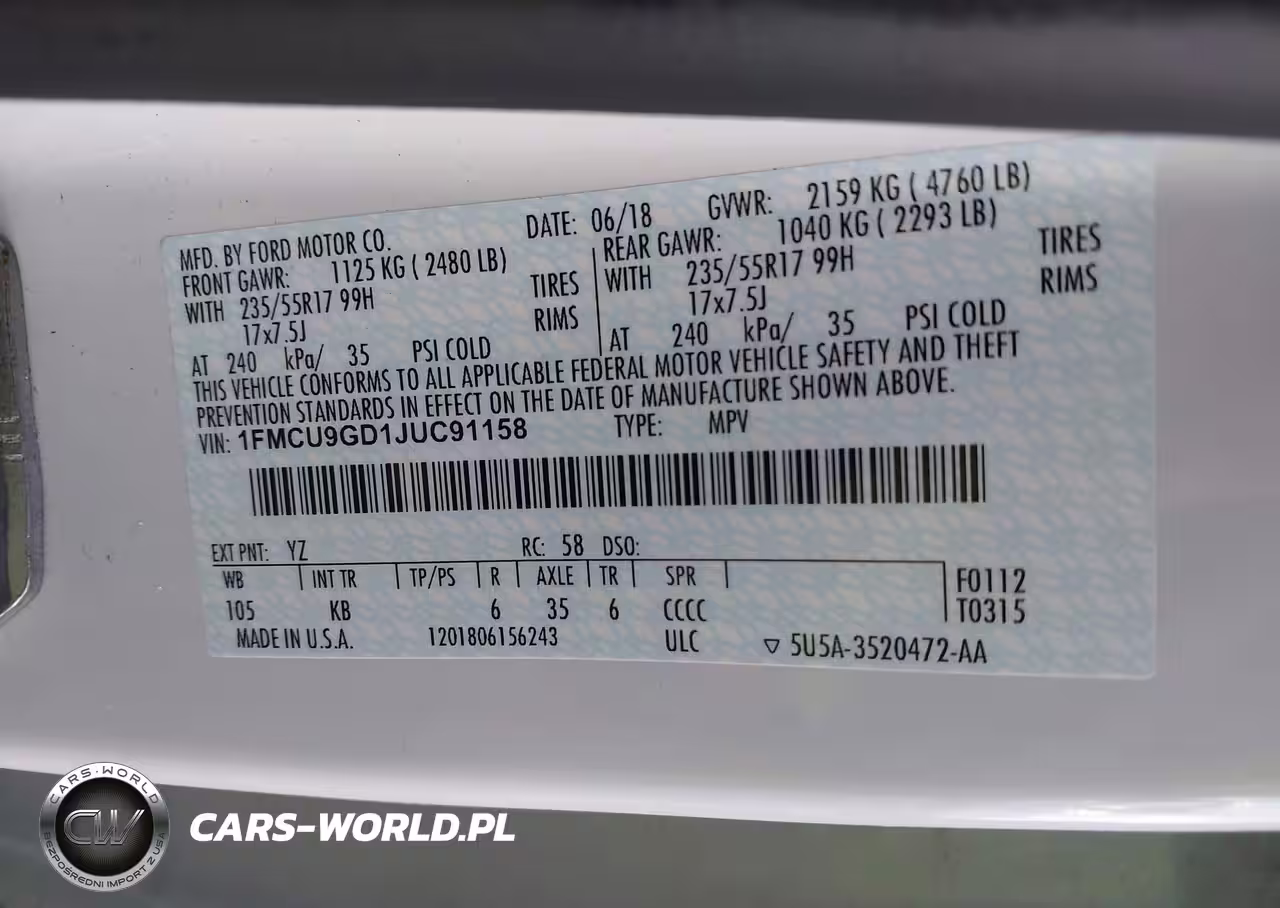 MFD. BY FORD MOTOR CO. DATE: 06/18 GVWR: 2159 KG ( 4760 LB)
FRONT GAWR: 1125 KG ( 2480 LB) REAR GAWR: 1040 KG ( 2293 LB)
WITH 235/55R17 99H TIRES WITH 235/55R17 99H TIRES
17x7.5J RIMS 17x7.5J RIMS
AT 240 kPa/ 35 PSI COLD AT 240 kPa/ 35 PSI COLD
THIS VEHICLE CONFORMS TO ALL APPLICABLE FEDERAL MOTOR VEHICLE SAFETY AND THEFT
PREVENTION STANDARDS IN EFFECT ON THE DATE OF MANUFACTURE SHOWN ABOVE.
VIN: 1FMCU9GD1JUC91158 TYPE: MPV
EXT PNT: YZ RC: 58 DSO:
WB INT TR TP/PS R AXLE TR SPR F0112
105 KB 6 35 6 CCCC T0315
MADE IN U.S.A. 1201806156243 ULC ▽ 5U5A-3520472-AA
CARS-WORLD
CW
BEZPOŚREDNI IMPORT Z USA
CARS-WORLD.PL